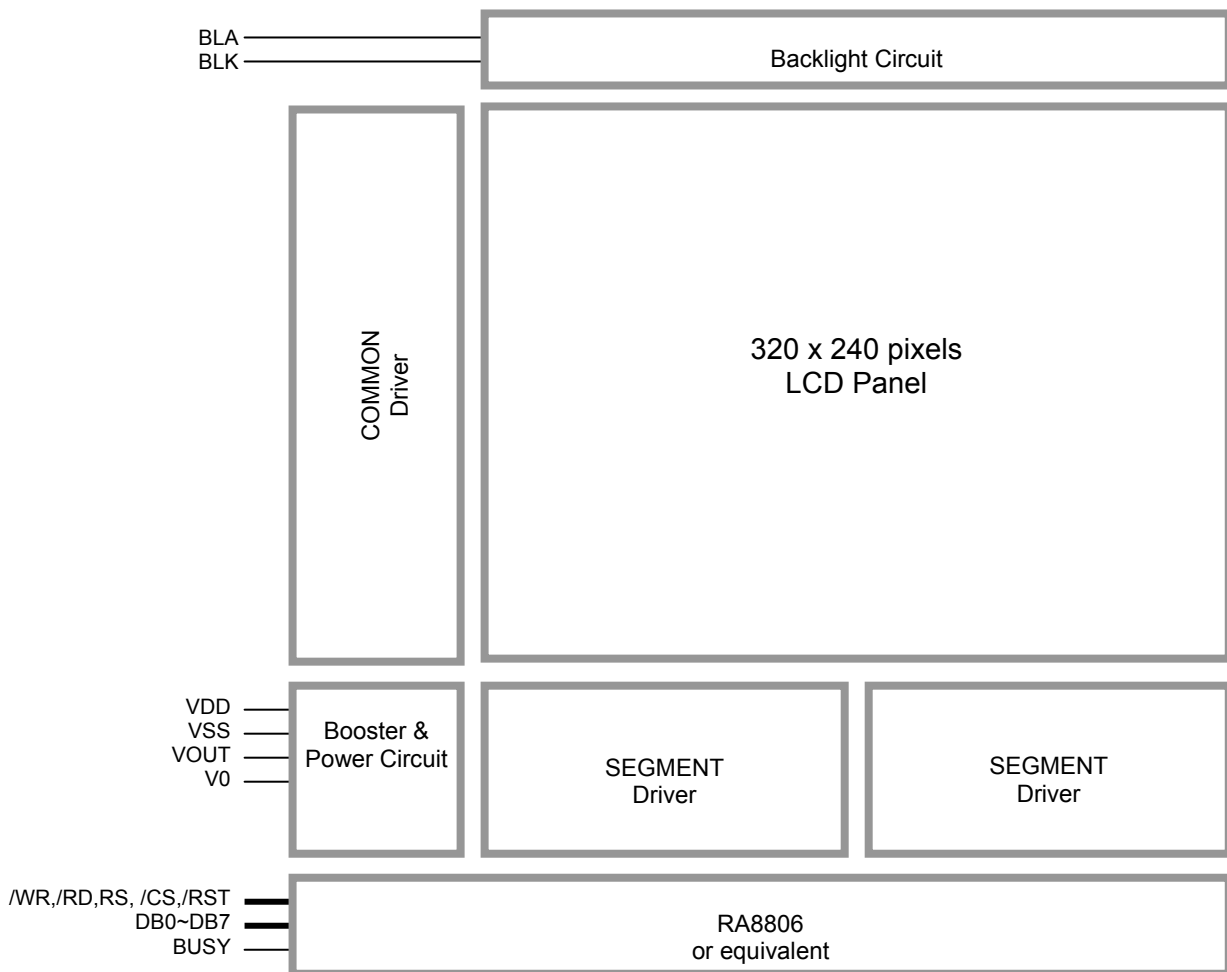 BLA
BLK
Backlight Circuit
COMMON
Driver
320 x 240 pixels
LCD Panel
VDD
VSS
VOUT
V0
Booster &
Power Circuit
SEGMENT
Driver
SEGMENT
Driver
/WR,/RD,RS, /CS,/RST
DB0~DB7
BUSY
RA8806
or equivalent